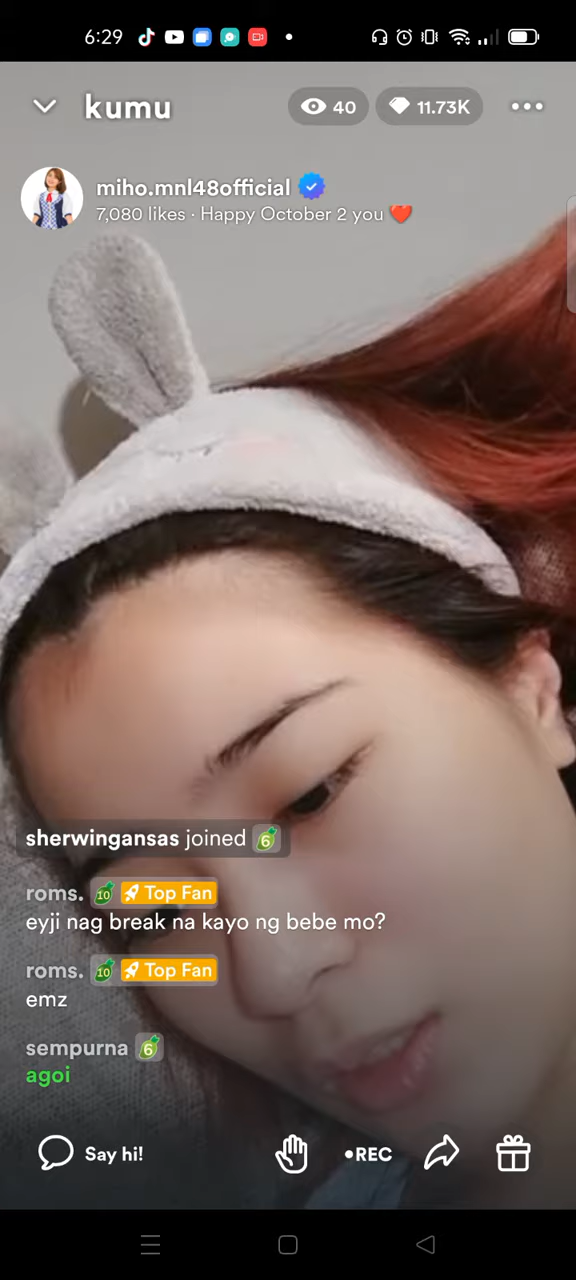 6:29
kumu
40
11.73K
miho.mnl48official
7,080 likes · Happy October 2 you ❤️
sherwingansas joined 6
roms. 10 Top Fan
eyji nag break na kayo ng bebe mo?
roms. 10 Top Fan
emz
sempurna 6
agoi
Say hi!
•REC